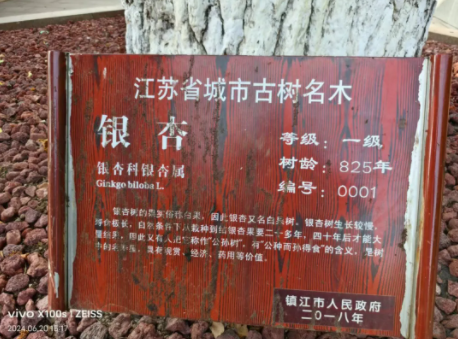 江苏省城市古树名木
银杏
银杏科银杏属
Ginkgo biloba L.
等级：一级
树龄：825年
编号：0001
银杏树的果实俗称白果，因此银杏又名白果树。银杏树生长较慢，
寿命极长，自然条件下从栽种到结银杏果要二十多年，四十年后才能大
量结果，因此又有人把它称作“公孙树”，有“公种而孙得食”的含义，是树
中的老寿星，具有观赏、经济、药用等价值。
镇江市人民政府
二〇一八年
vivo X100s | ZEISS
2024.06.20 15:17